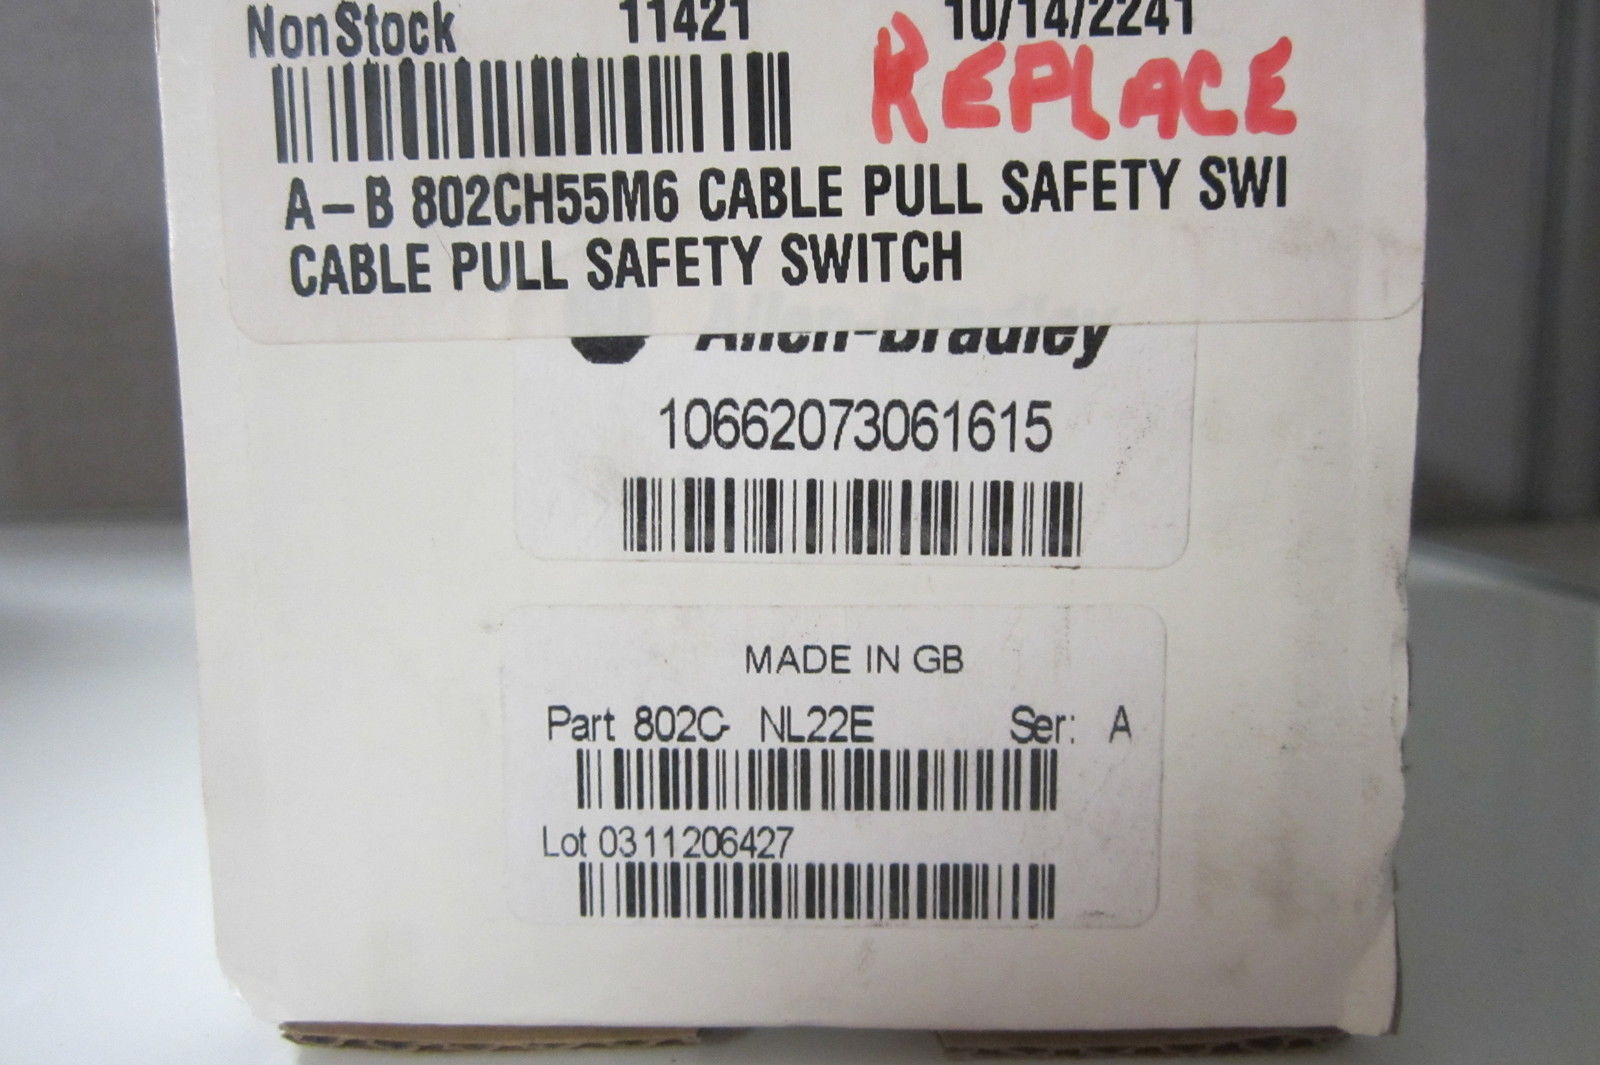 NonStock 11421 10/14/2241
REPLACE
A-B 802CH55M6 CABLE PULL SAFETY SWI
CABLE PULL SAFETY SWITCH
Allen-Bradley
10662073061615
MADE IN GB
Part 802C- NL22E Ser: A
Lot 0311206427